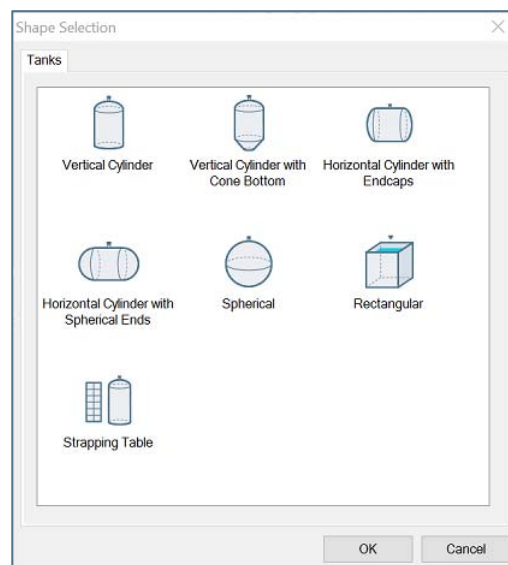 Shape Selection
Tanks
Vertical Cylinder
Vertical Cylinder with
Cone Bottom
Horizontal Cylinder with
Endcaps
Horizontal Cylinder with
Spherical Ends
Spherical
Rectangular
Strapping Table
OK
Cancel